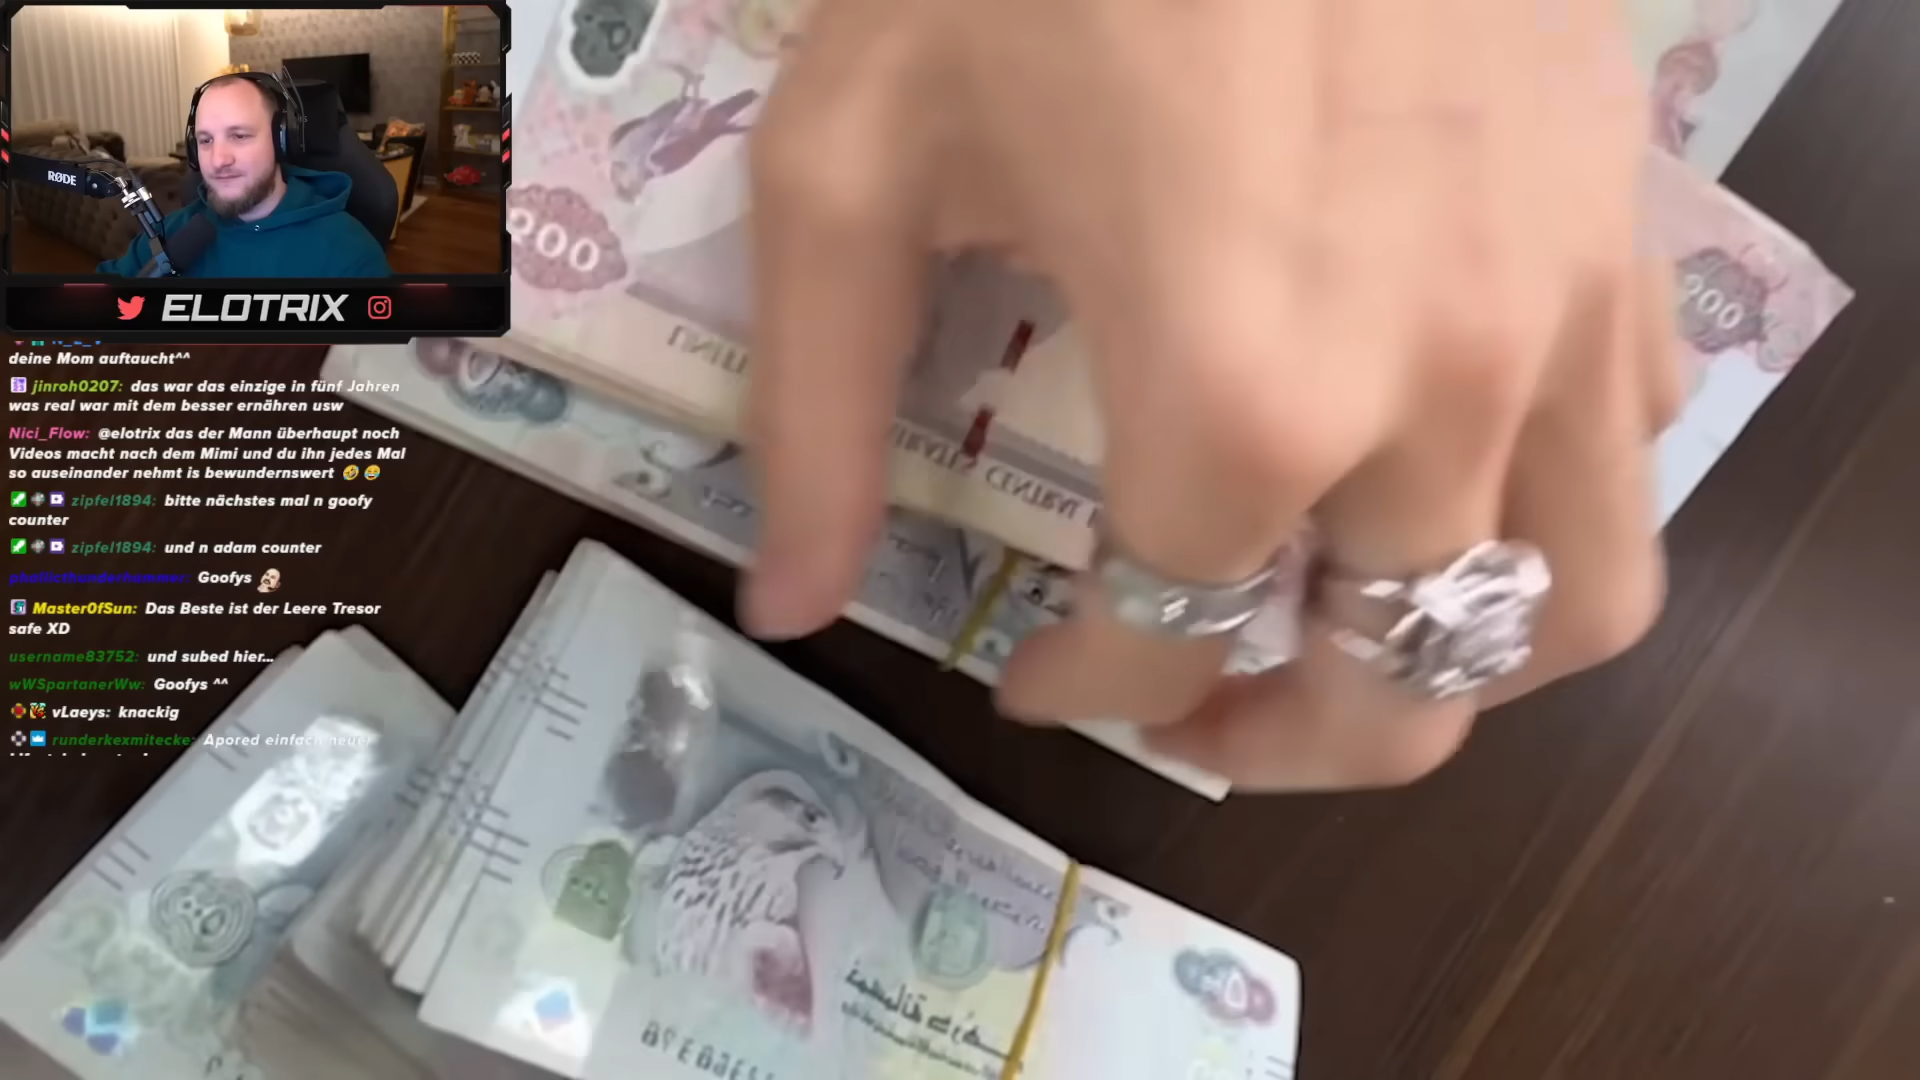 RØDE
ELOTRIX
deine Mom auftaucht^^
jinroh0207: das war das einzige in fünf Jahren
was real war mit dem besser ernähren usw
Nici_Flow: @elotrix das der Mann überhaupt noch
Videos macht nach dem Mimi und du ihn jedes Mal
so auseinander nehmt is bewundernswert 🤣 😂
zipfel1894: bitte nächstes mal n goofy
counter
zipfel1894: und n adam counter
phallicthunderhammer: Goofys
Master0fSun: Das Beste ist der Leere Tresor
safe XD
username83752: und subed hier...
wWSpartanerWw: Goofys ^^
vLaeys: knackig
runderkexmitecke: Apored einfach neuer
200
CENTRAL